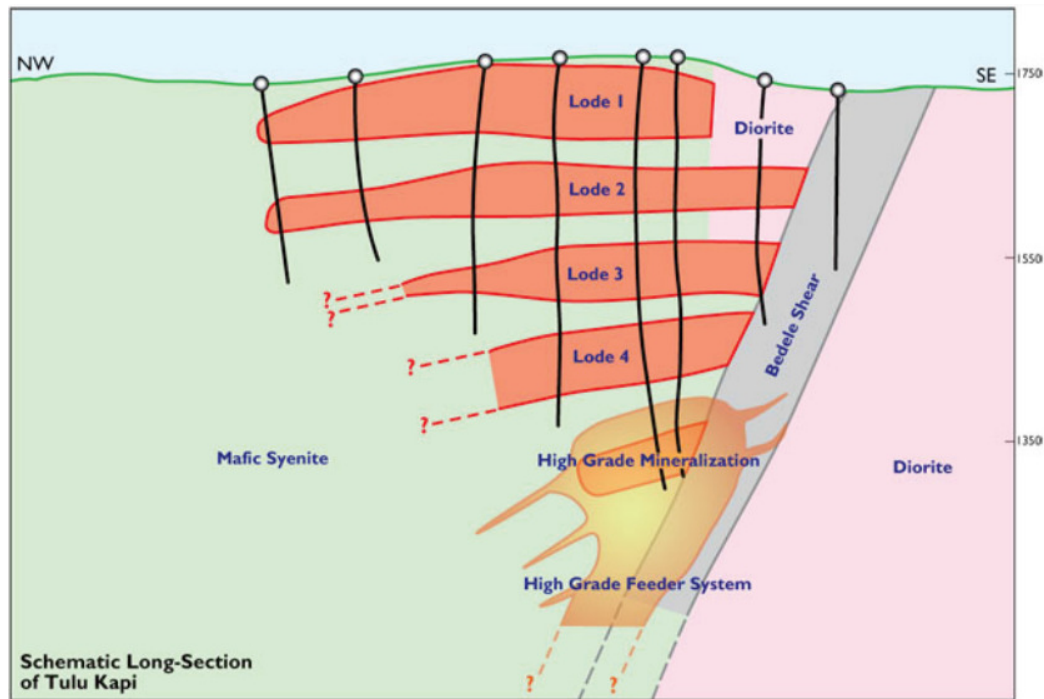 NW
SE
1750
Lode 1
Diorite
Lode 2
1550
Lode 3
?
?
Bedele Shear
Lode 4
?
?
1350
Mafic Syenite
High Grade Mineralization
Diorite
High Grade Feeder System
Schematic Long-Section
of Tulu Kapi
?
?